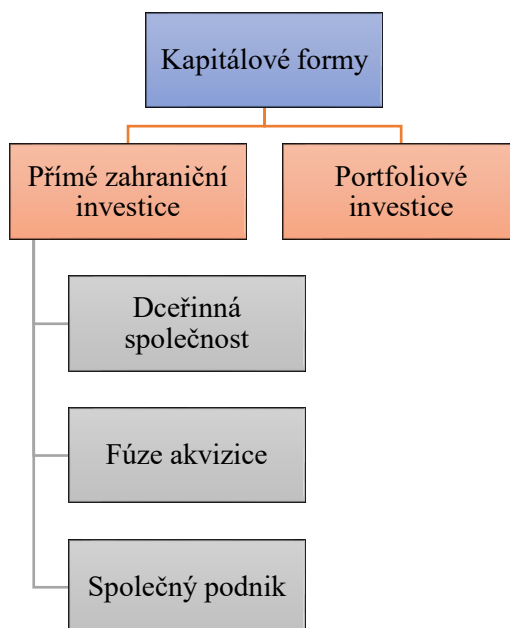 Kapitálové formy
Přímé zahraniční
investice
Portfoliové
investice
Dceřinná
společnost
Fúze akvizice
Společný podnik